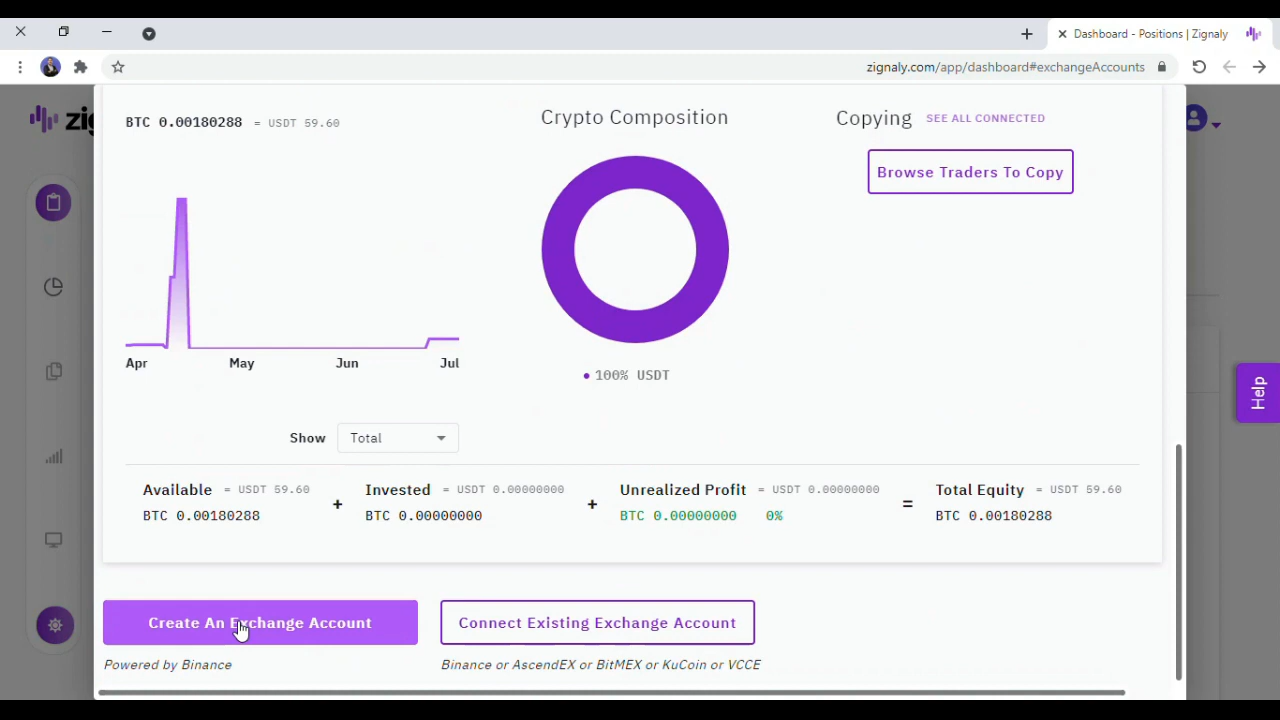 Dashboard - Positions | Zignaly
zignaly.com/app/dashboard#exchangeAccounts
zig
BTC 0.00180288 = USDT 59.60
Crypto Composition
Copying SEE ALL CONNECTED
Browse Traders To Copy
Apr May Jun Jul
100% USDT
Show Total
Help
Available = USDT 59.60 + Invested = USDT 0.00000000 + Unrealized Profit = USDT 0.00000000 = Total Equity = USDT 59.60
BTC 0.00180288 BTC 0.00000000 BTC 0.00000000 0% BTC 0.00180288
Create An Exchange Account Connect Existing Exchange Account
Powered by Binance Binance or AscendEX or BitMEX or KuCoin or VCCE